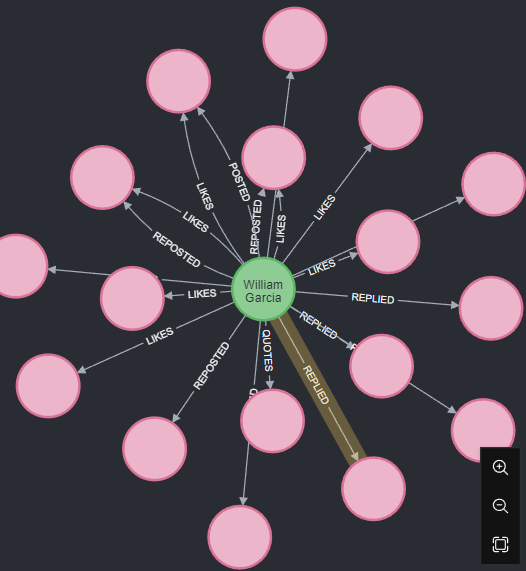 LIKES
POSTED
REPOSTED
LIKES
LIKES
LIKES
REPOSTED
LIKES
William
Garcia
LIKES
REPLIED
LIKES
REPLIED
REPOSTED
QUOTES
REPLIED